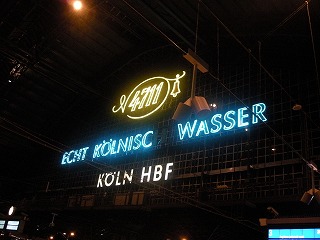 4711
ECHT KÖLNISC WASSER
KÖLN HBF